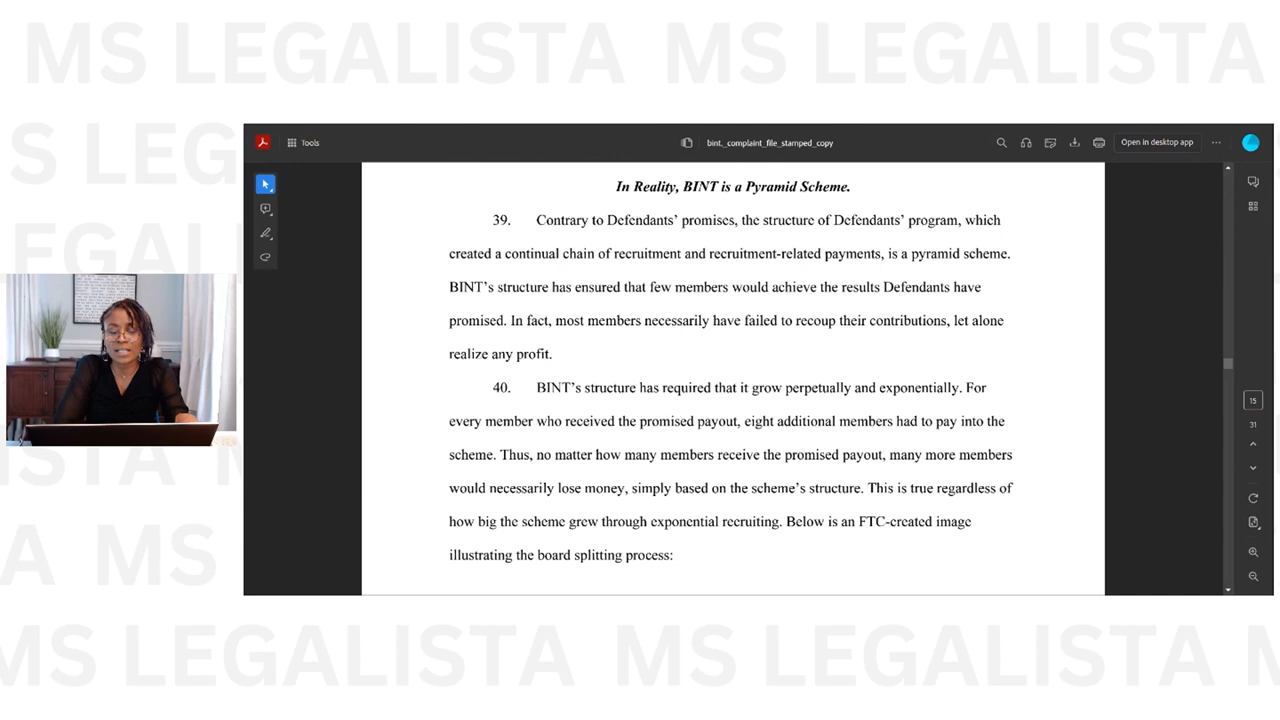 MS LEGALISTA MS LEGALISTA
S LEG
EGAL
ISTA M
A MS
MS LEGALISTA MS LEGALISTA M
Tools
bint._complaint_file_stamped_copy
Open in desktop app
In Reality, BINT is a Pyramid Scheme.
39. Contrary to Defendants’ promises, the structure of Defendants’ program, which
created a continual chain of recruitment and recruitment-related payments, is a pyramid scheme.
BINT’s structure has ensured that few members would achieve the results Defendants have
promised. In fact, most members necessarily have failed to recoup their contributions, let alone
realize any profit.
40. BINT’s structure has required that it grow perpetually and exponentially. For
every member who received the promised payout, eight additional members had to pay into the
scheme. Thus, no matter how many members receive the promised payout, many more members
would necessarily lose money, simply based on the scheme’s structure. This is true regardless of
how big the scheme grew through exponential recruiting. Below is an FTC-created image
illustrating the board splitting process:
15
31